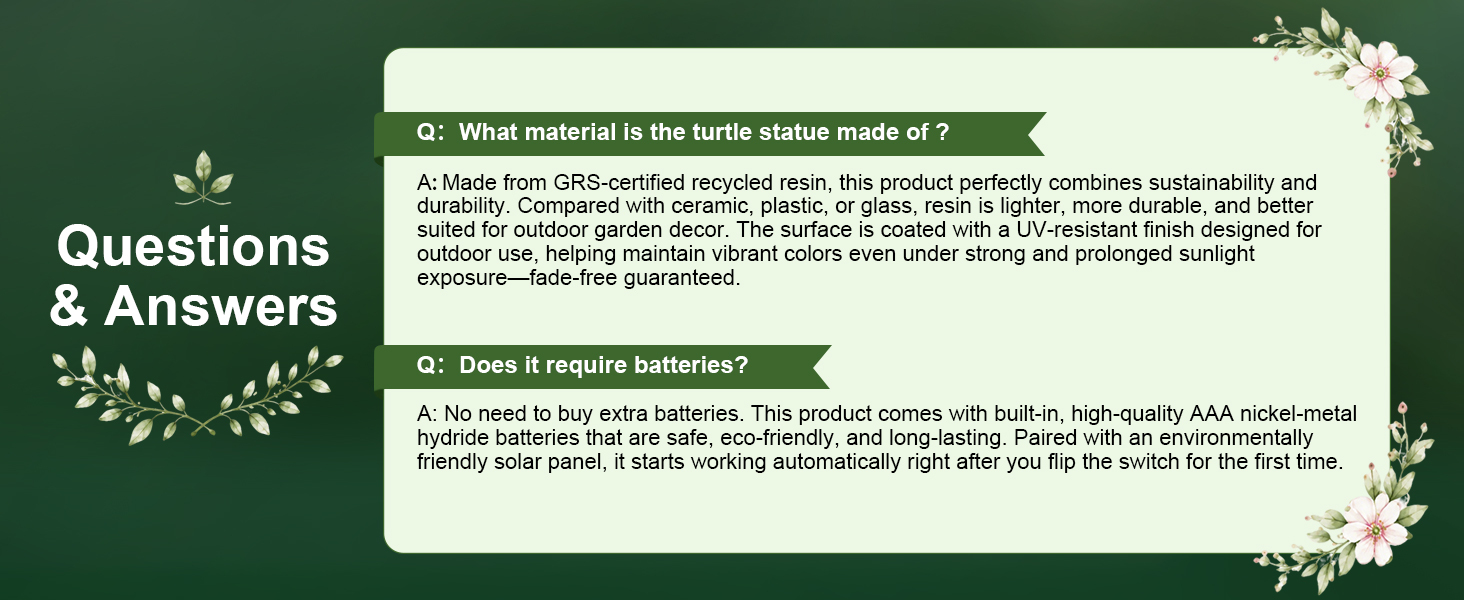 Questions
& Answers
Q: What material is the turtle statue made of ?
A: Made from GRS-certified recycled resin, this product perfectly combines sustainability and
durability. Compared with ceramic, plastic, or glass, resin is lighter, more durable, and better
suited for outdoor garden decor. The surface is coated with a UV-resistant finish designed for
outdoor use, helping maintain vibrant colors even under strong and prolonged sunlight
exposure—fade-free guaranteed.
Q: Does it require batteries?
A: No need to buy extra batteries. This product comes with built-in, high-quality AAA nickel-metal
hydride batteries that are safe, eco-friendly, and long-lasting. Paired with an environmentally
friendly solar panel, it starts working automatically right after you flip the switch for the first time.